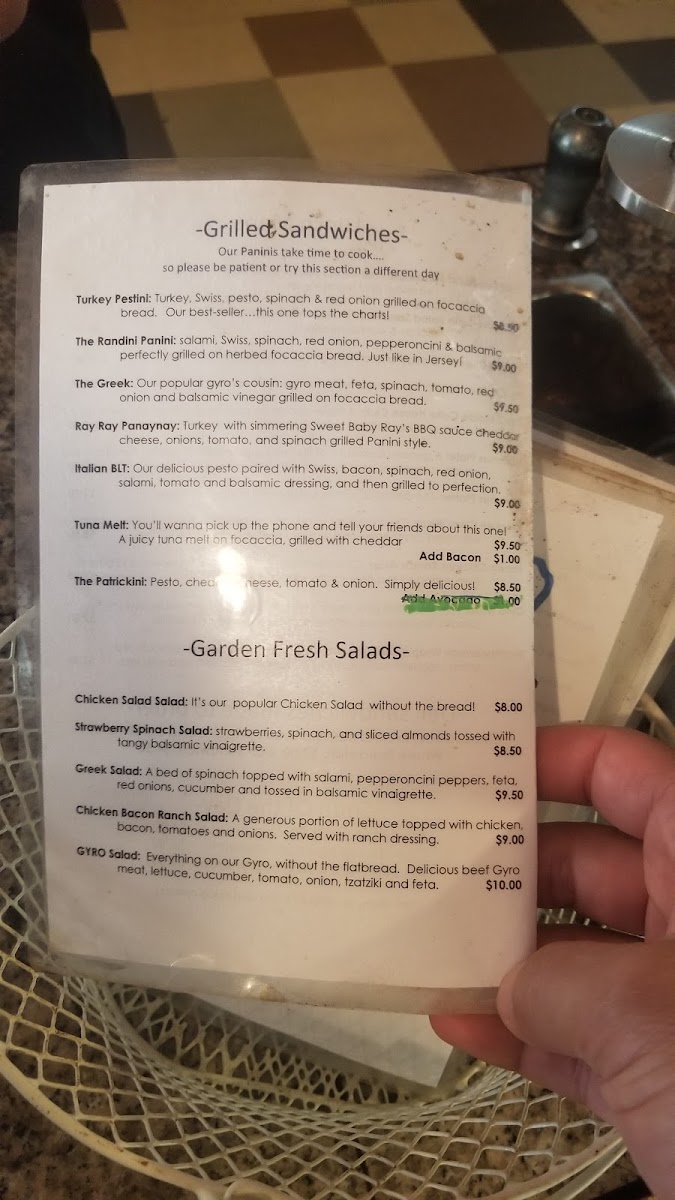 -Grilled Sandwiches-
Our Paninis take time to cook....
so please be patient or try this section a different day
Turkey Pestini: Turkey, Swiss, pesto, spinach & red onion grilled on focaccia
bread. Our best-seller...this one tops the charts!
$8.50
The Randini Panini: salami, Swiss, spinach, red onion, pepperoncini & balsamic
perfectly grilled on herbed focaccia bread. Just like in Jersey!
$9.00
The Greek: Our popular gyro's cousin: gyro meat, feta, spinach, tomato, red
onion and balsamic vinegar grilled on focaccia bread.
$9.50
Ray Ray Panaynay: Turkey with simmering Sweet Baby Ray's BBQ sauce cheddar
cheese, onions, tomato, and spinach grilled Panini style.
$9.00
Italian BLT: Our delicious pesto paired with Swiss, bacon, spinach, red onion,
salami, tomato and balsamic dressing, and then grilled to perfection.
$9.00
Tuna Melt: You'll wanna pick up the phone and tell your friends about this one!
A juicy tuna melt on focaccia, grilled with cheddar $9.50
Add Bacon $1.00
The Patrickini: Pesto, tomato & onion. Simply delicious! $8.50
Add Avocado
-Garden Fresh Salads-
Chicken Salad Salad: It's our popular Chicken Salad without the bread! $8.00
Strawberry Spinach Salad: strawberries, spinach, and sliced almonds tossed with
tangy balsamic vinaigrette. $8.50
Greek Salad: A bed of spinach topped with salami, pepperoncini peppers, feta,
red onions, cucumber and tossed in balsamic vinaigrette. $9.50
Chicken Bacon Ranch Salad: A generous portion of lettuce topped with chicken,
bacon, tomatoes and onions. Served with ranch dressing. $9.00
GYRO Salad: Everything on our Gyro, without the flatbread. Delicious beef Gyro
meat, lettuce, cucumber, tomato, onion, tzatziki and feta. $10.00